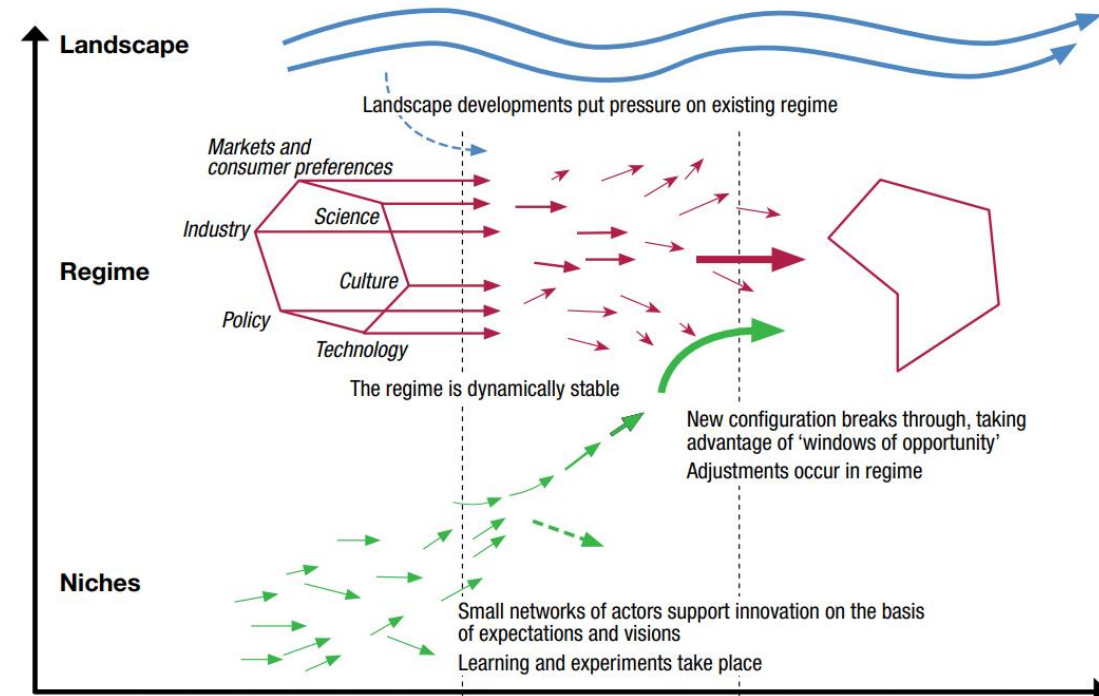 Landscape
Landscape developments put pressure on existing regime
Markets and
consumer preferences
Science
Industry
Regime
Culture
Policy
Technology
The regime is dynamically stable
New configuration breaks through, taking
advantage of ‘windows of opportunity’
Adjustments occur in regime
Niches
Small networks of actors support innovation on the basis
of expectations and visions
Learning and experiments take place